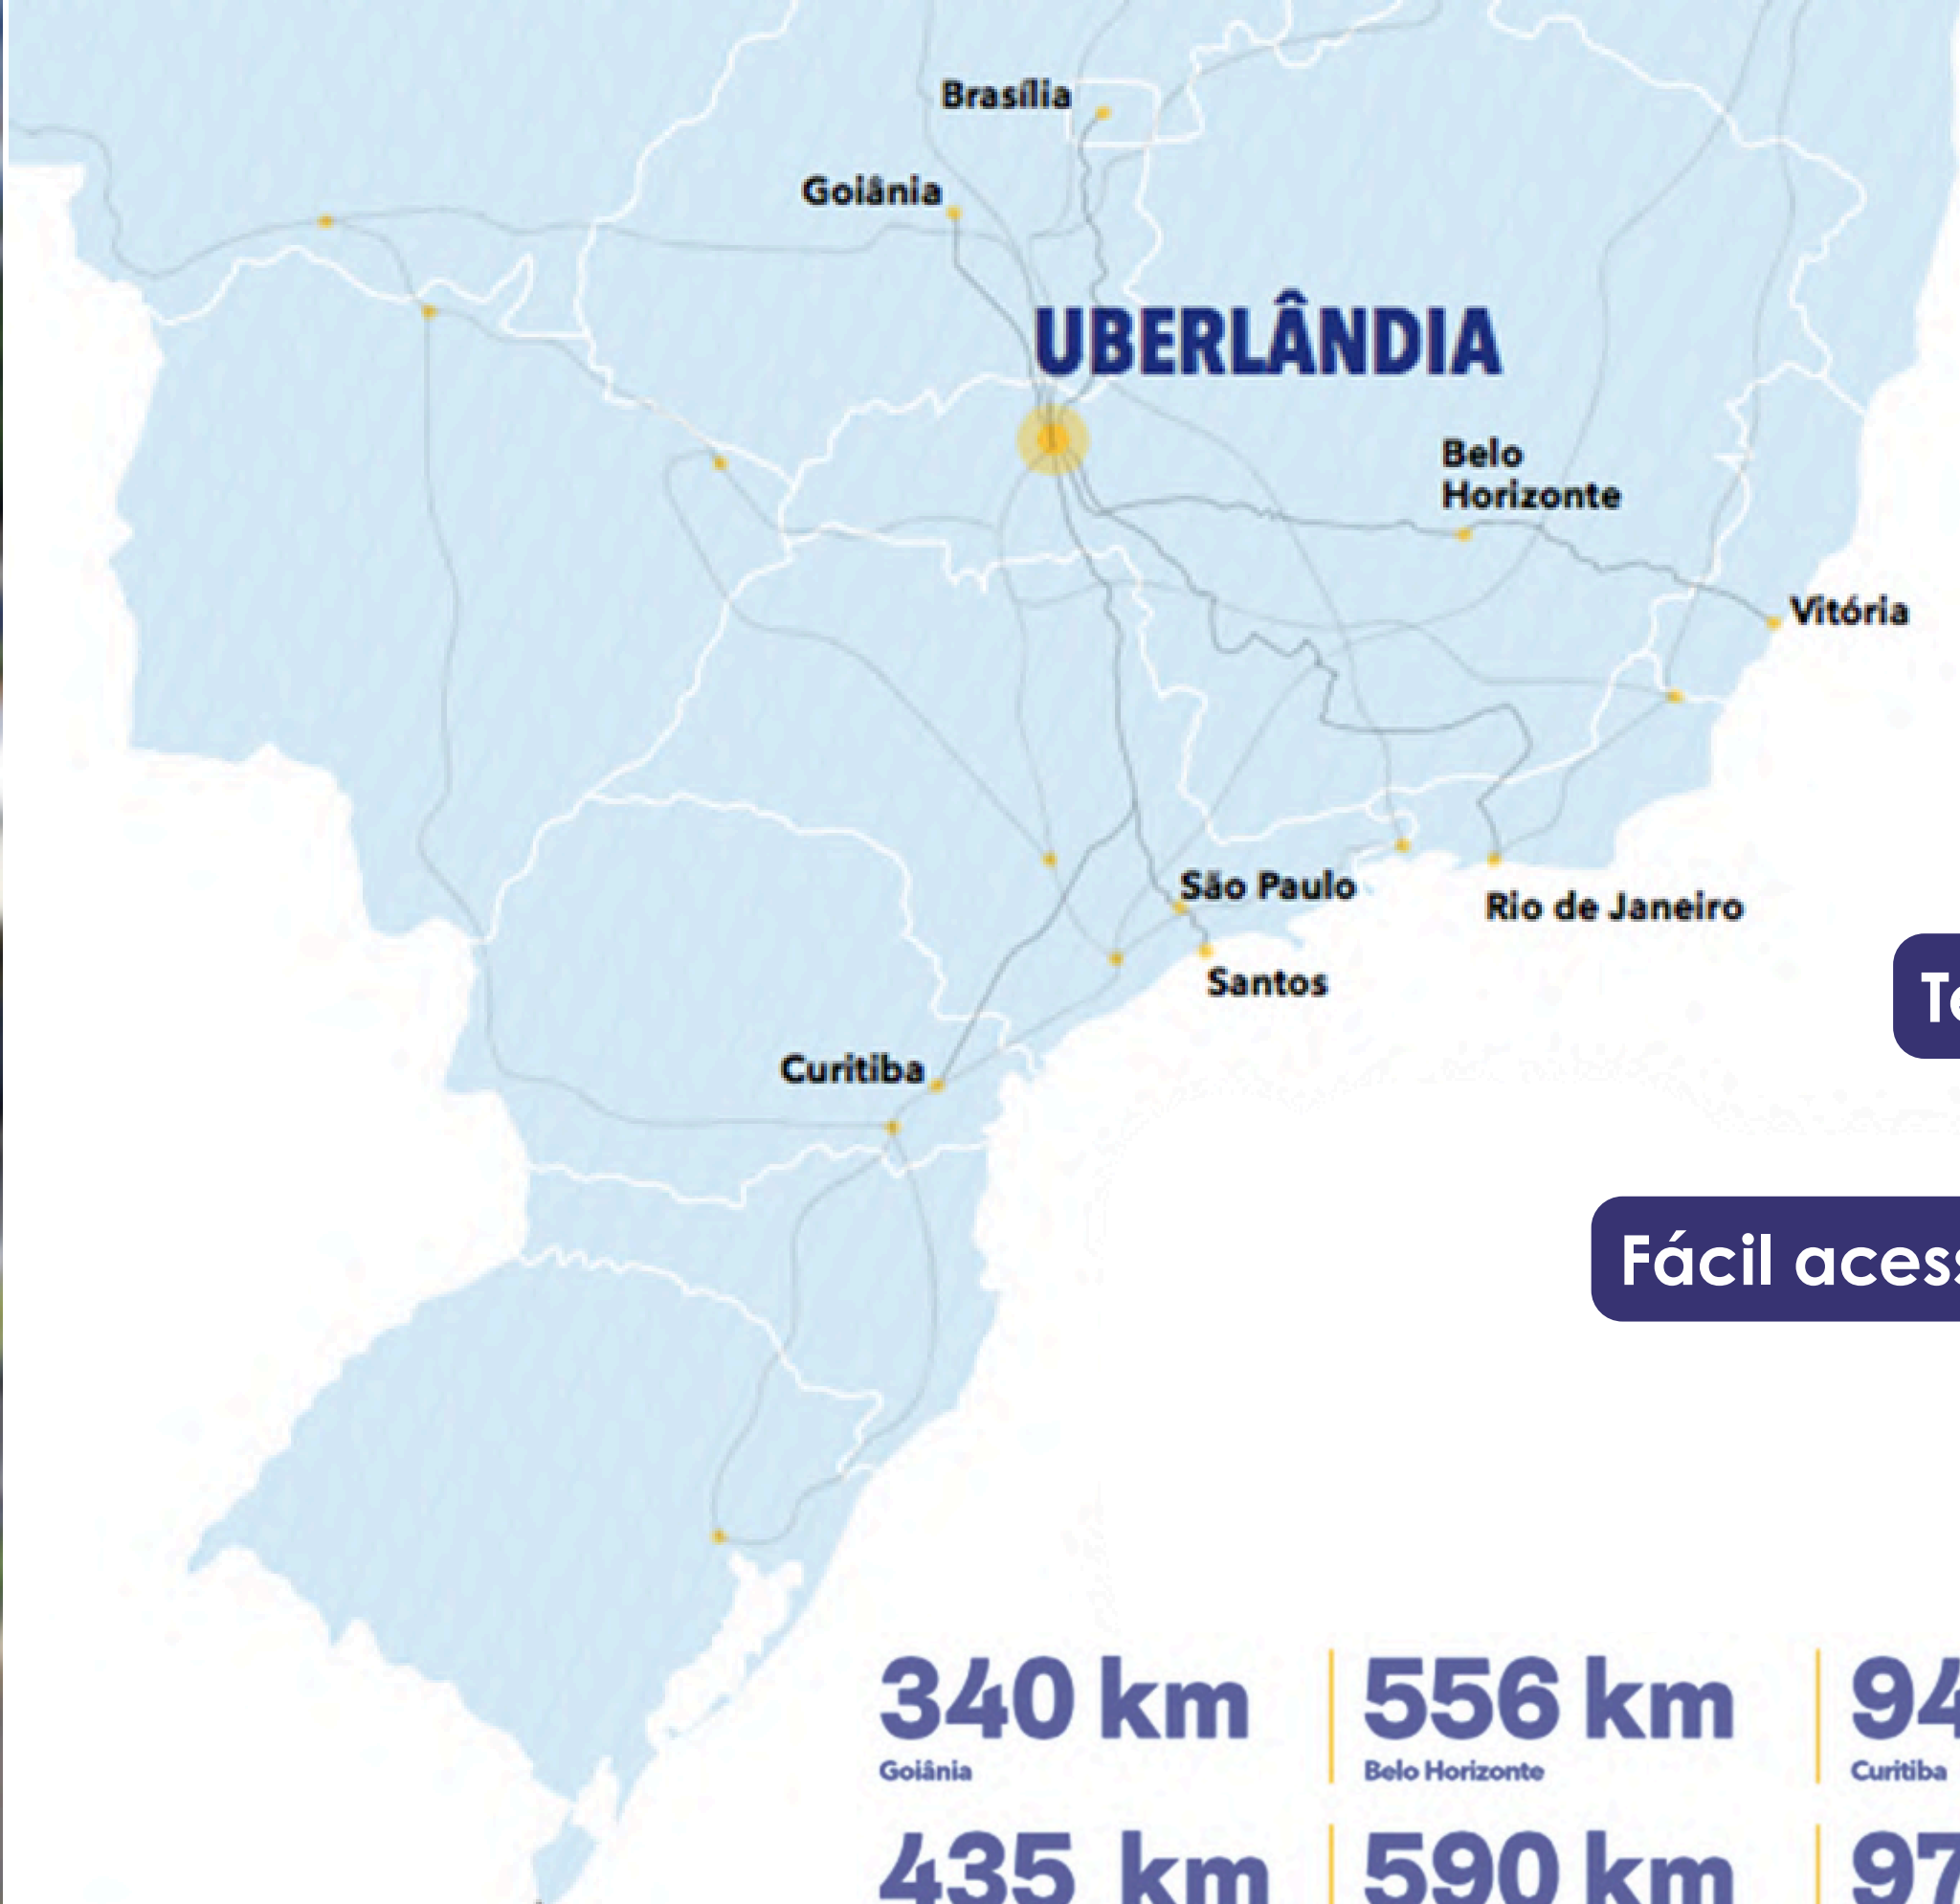 Brasília
Goiânia
UBERLÂNDIA
Belo
Horizonte
Vitória
São Paulo
Rio de Janeiro
Santos
Curitiba
Fácil
340 km
556 km
Goiânia
Belo Horizonte
Curitiba
435 km
590 km